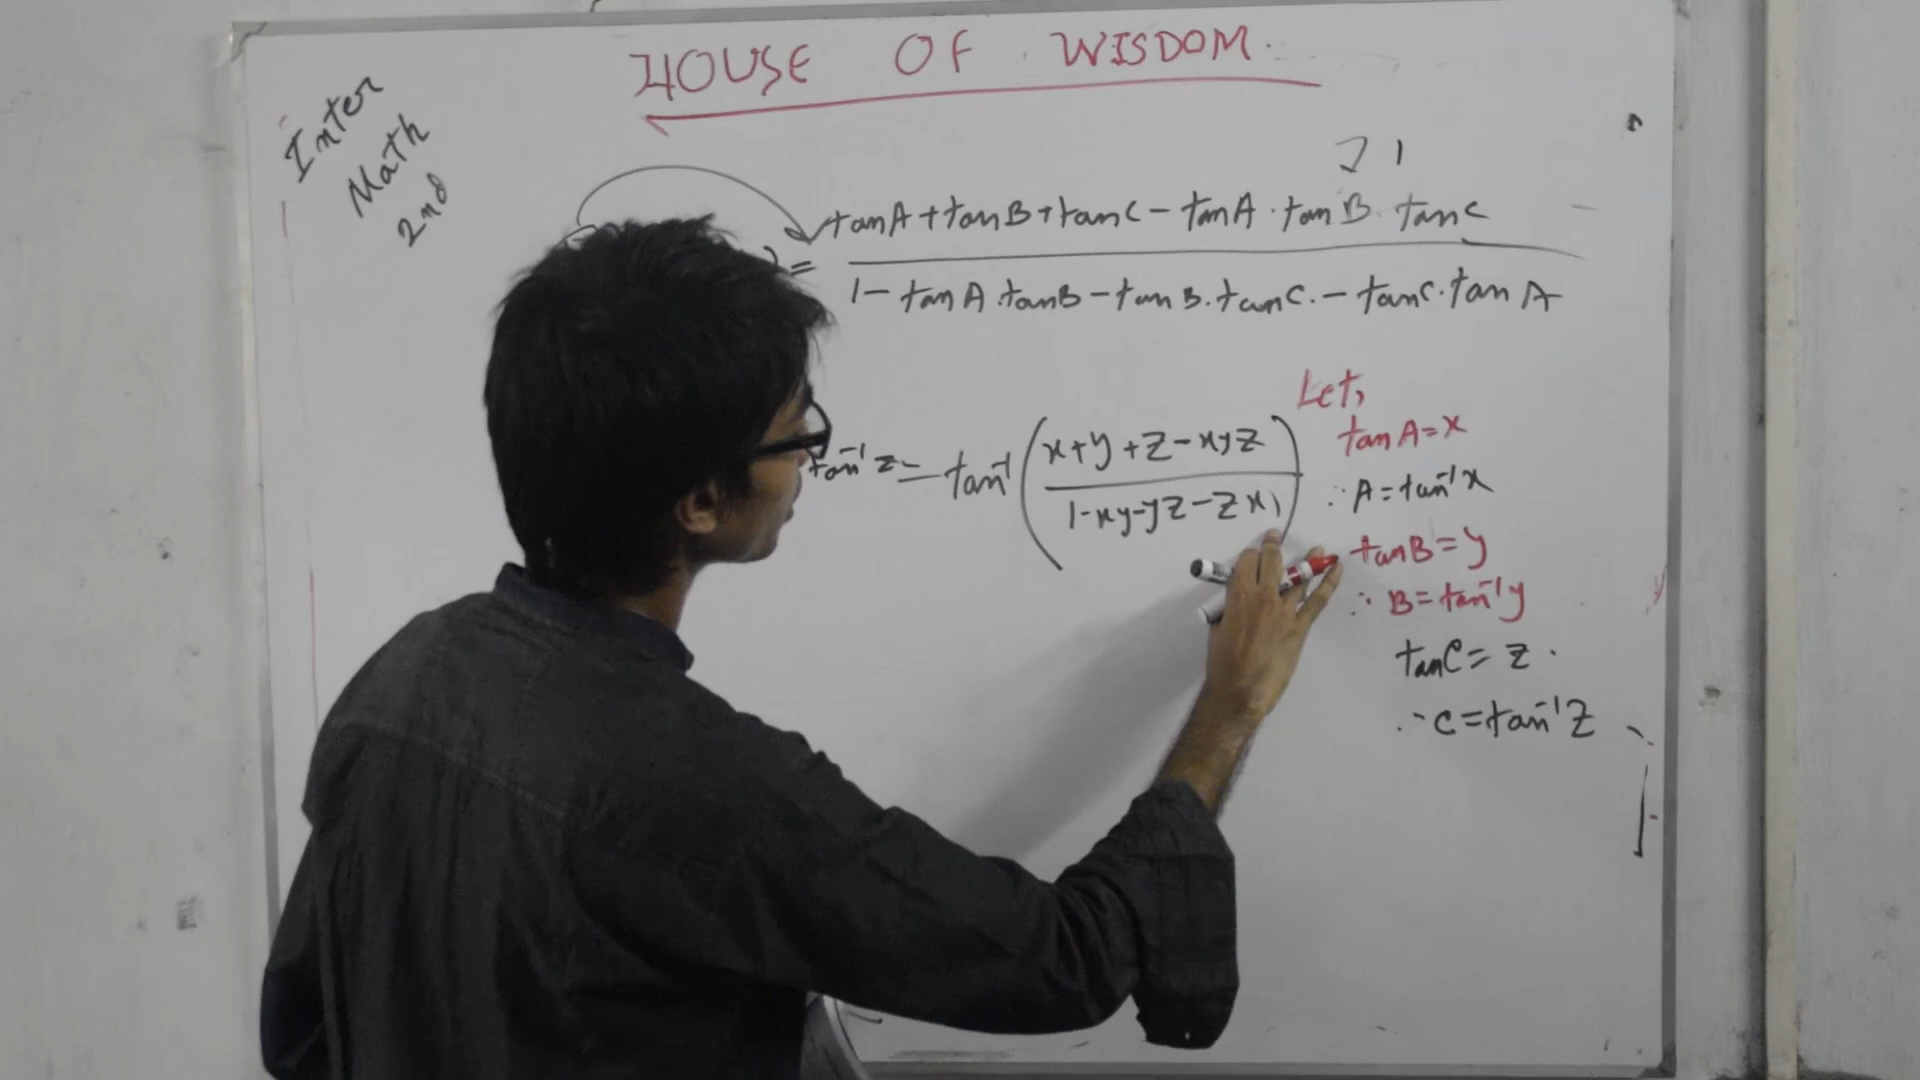 HOUSE OF WISDOM.
Inter
Math
2nd
) = tanA+tanB+tanC-tanA.tanB.tanC
1-tanA.tanB-tanB.tanC.-tanC.tanA
Let,
tanA=x
∴A=tan⁻¹x
tan⁻¹z=tan⁻¹(x+y+z-xyz
1-xy-yz-zx)
tanB=y
∴B=tan⁻¹y
tanC=z.
∴C=tan⁻¹z